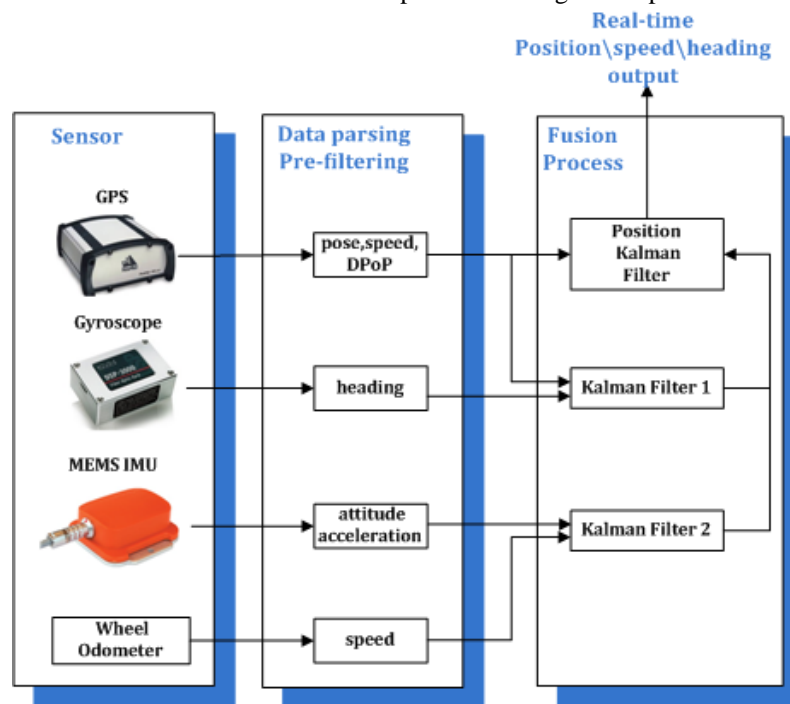 Real-time
Position\speed\heading
output
Sensor
Data parsing
Pre-filtering
Fusion
Process
GPS
pose,speed,
DPoP
Position
Kalman
Filter
Gyroscope
heading
Kalman Filter 1
MEMS IMU
attitude
acceleration
Kalman Filter 2
Wheel
Odometer
speed